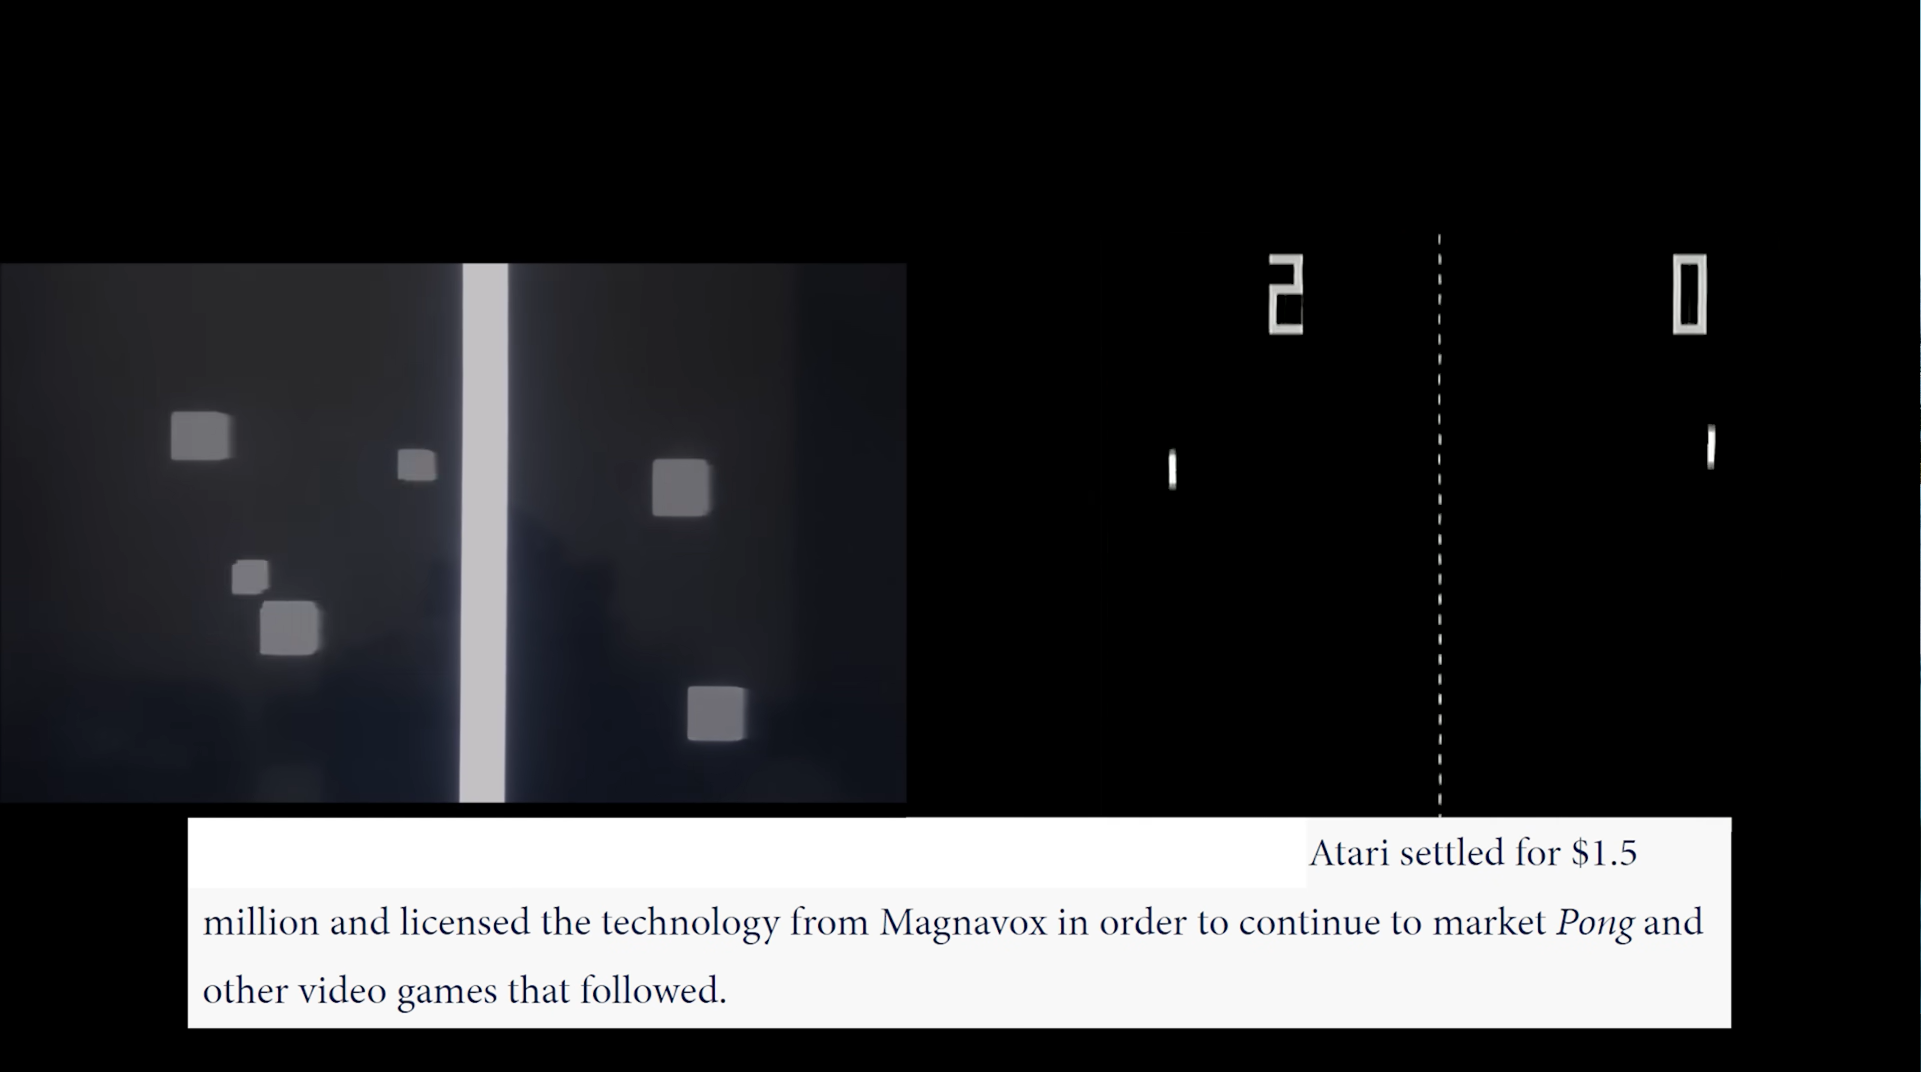 2 0
Atari settled for $1.5
million and licensed the technology from Magnavox in order to continue to market Pong and
other video games that followed.